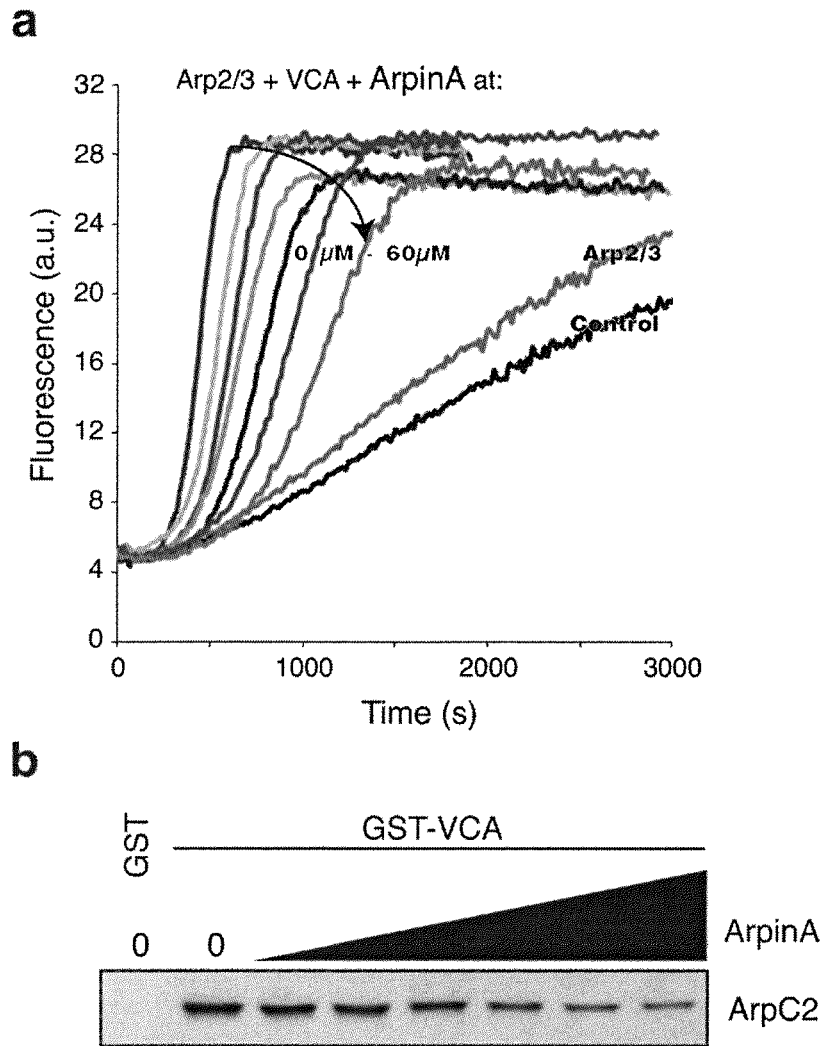 a
Arp2/3 + VCA + ArpinA at:
32
28
24
20
16
12
8
4
0
Fluorescence (a.u.)
0 µM - 60µM
Arp2/3
Control
0
1000
2000
3000
Time (s)
b
GST
GST-VCA
0
0
ArpinA
ArpC2